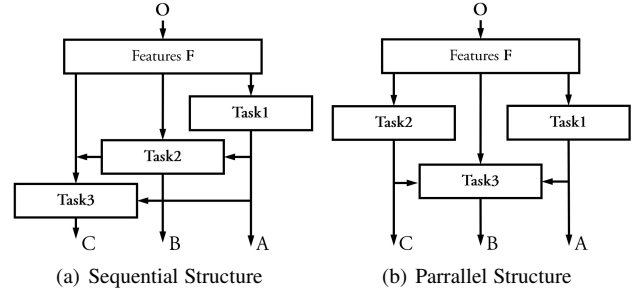 O
Features F
Task1
Task2
Task3
C
B
A
(a) Sequential Structure
O
Features F
Task2
Task1
Task3
C
B
A
(b) Parrallel Structure